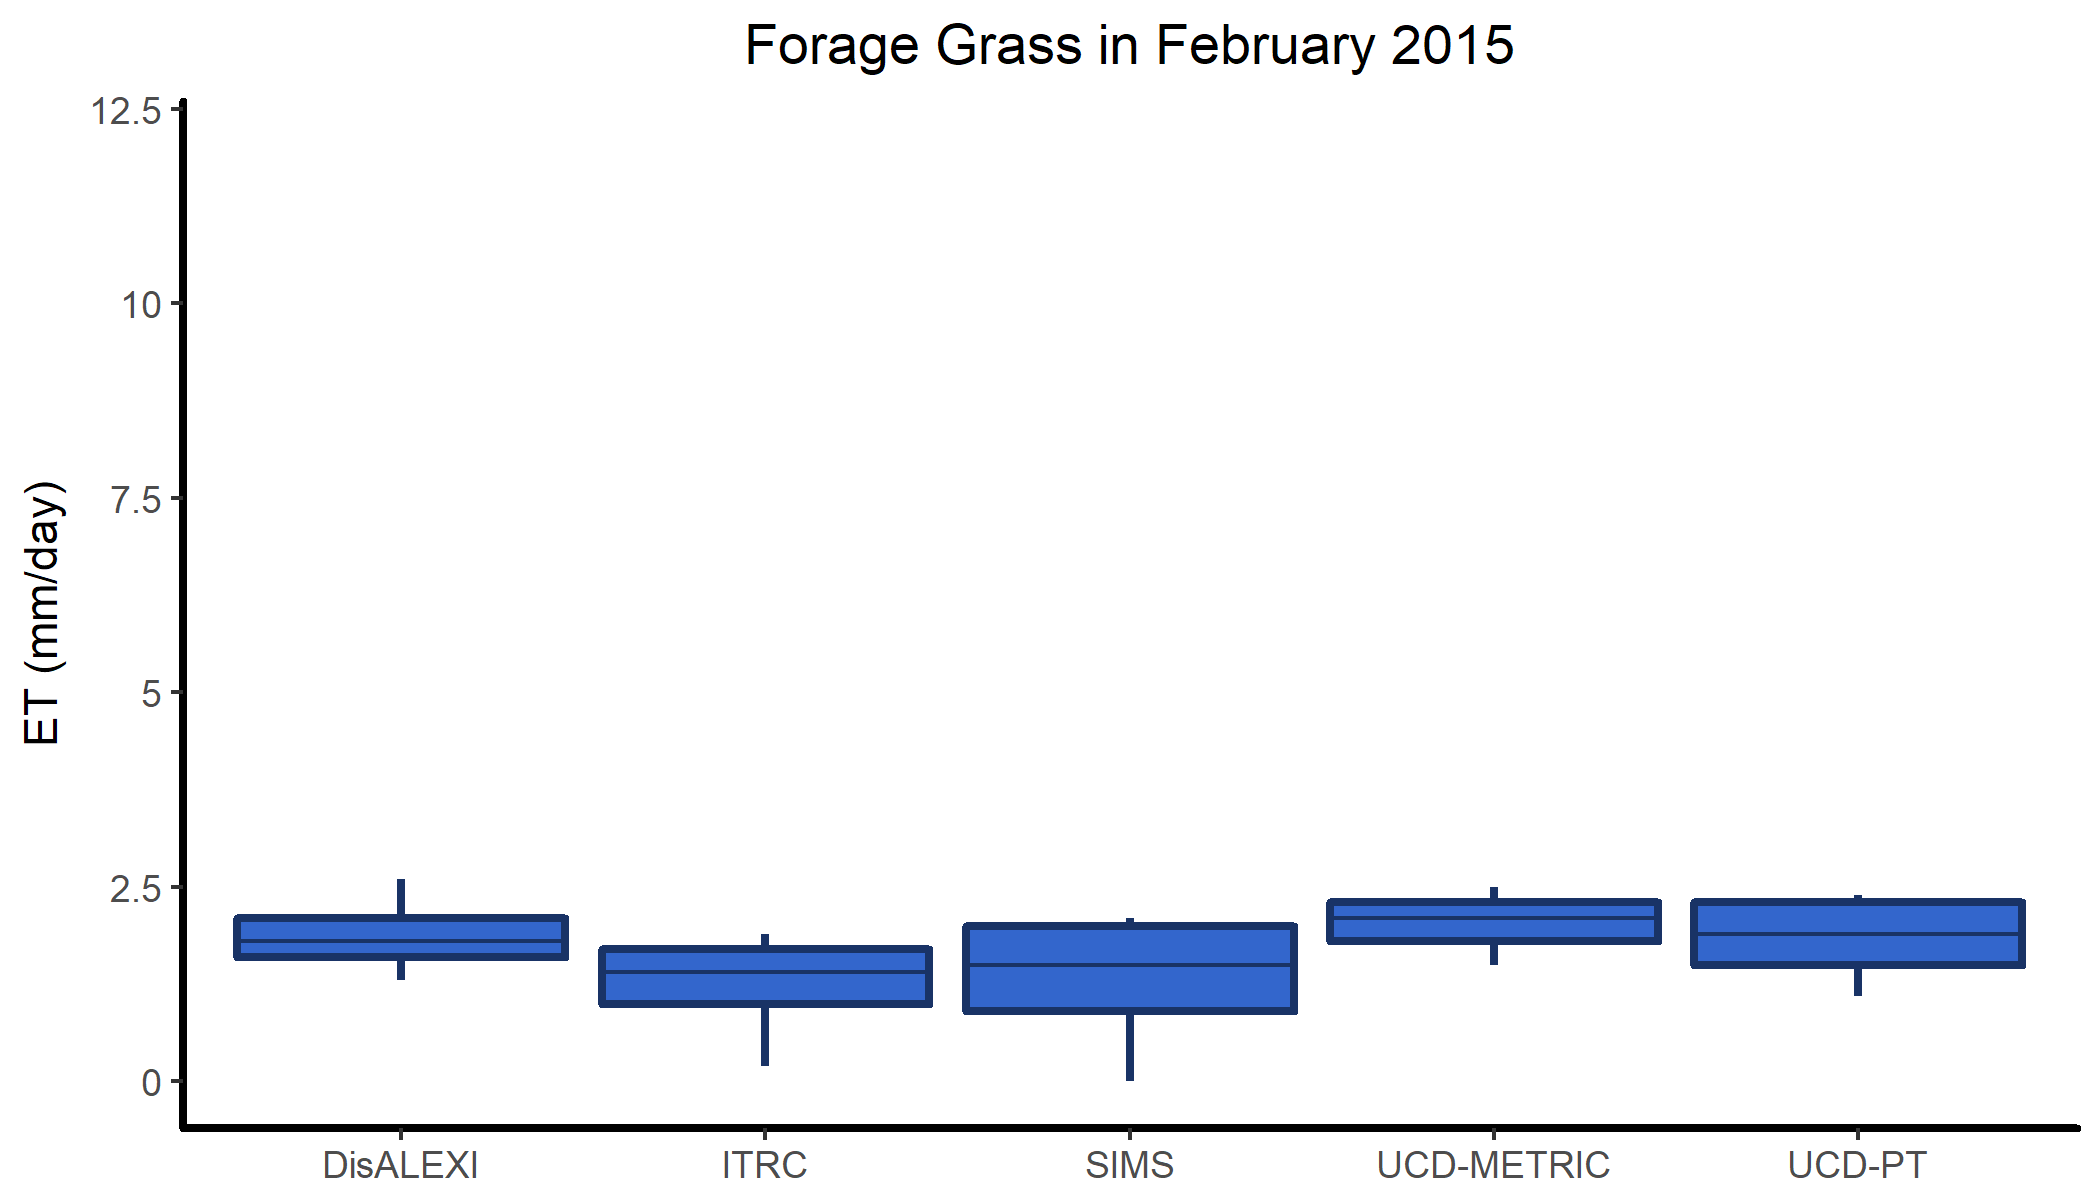 Forage Grass in February 2015
12.5
10
7.5
5
2.5
0
ET (mm/day)
DisALEXI
ITRC
SIMS
UCD-METRIC
UCD-PT